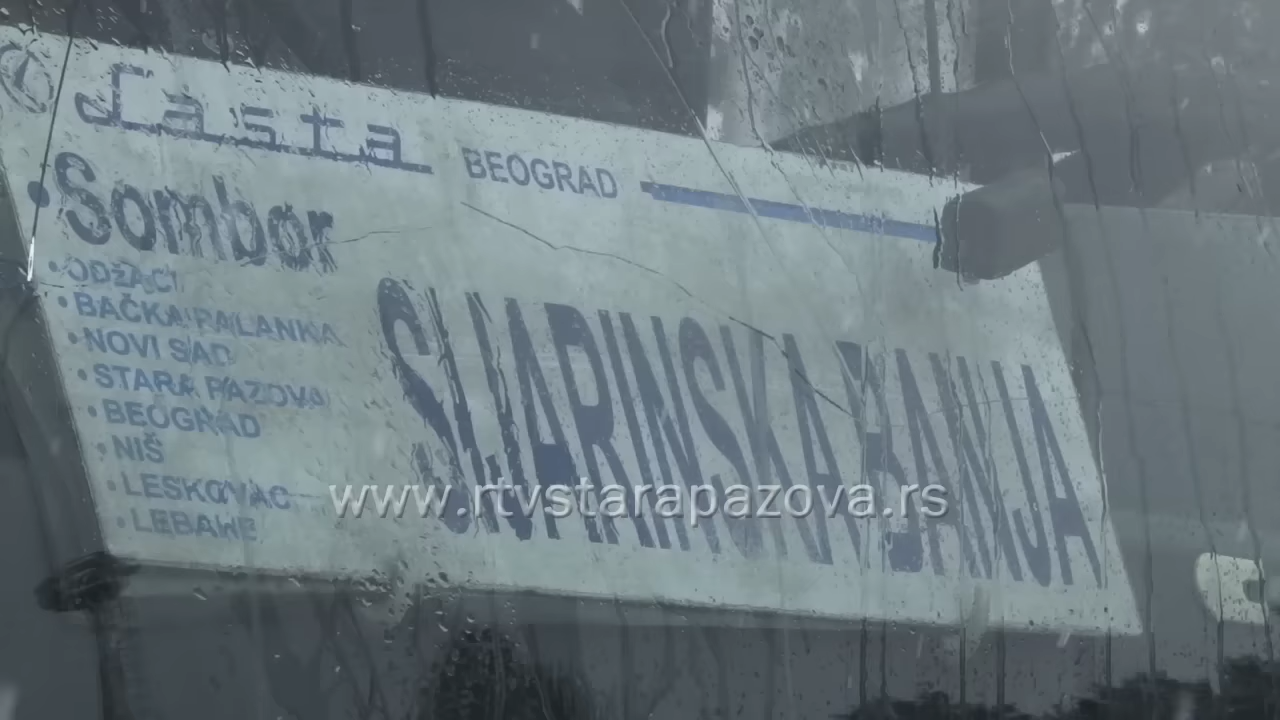 Lasta BEOGRAD
• Sombor
• ODŽACI
• BAČKA PALANKA
• NOVI SAD
• STARA PAZOVA
• BEOGRAD
• NIŠ
• LESKOVAC
• LEBANE
SIJARINSKA BANJA
www.rtvstarapazova.rs